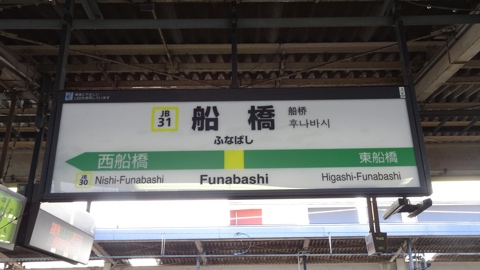 JB
31
船橋
船桥
후나바시
ふなばし
西船橋
東船橋
JB
30
Nishi-Funabashi
Funabashi
Higashi-Funabashi